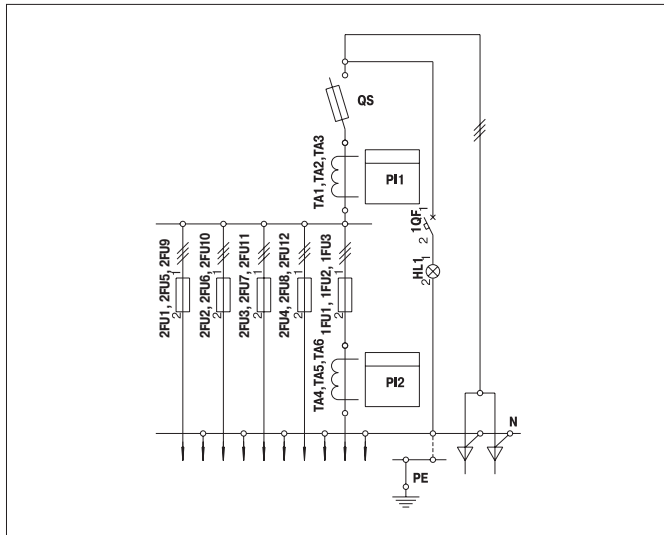 QS
TA1, TA2, TA3
PI1
1QF
1
2
HL1
1
2
2FU1, 2FU5, 2FU9
1
2
2FU2, 2FU6, 2FU10
1
2
2FU3, 2FU7, 2FU11
1
2
2FU4, 2FU8, 2FU12
1
2
1FU1, 1FU2, 1FU3
1
2
TA4, TA5, TA6
PI2
N
PE